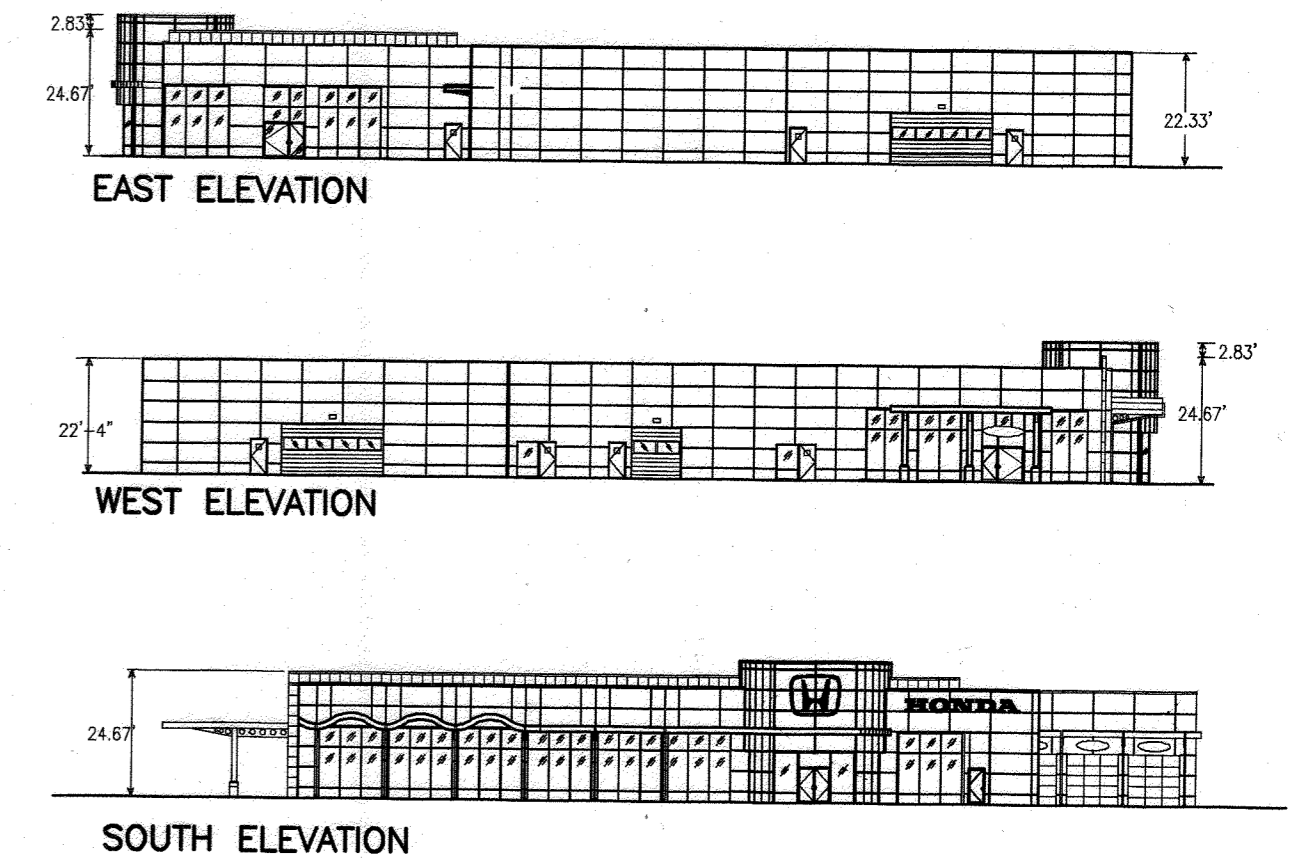 2.83'
24.67'
22.33'
EAST ELEVATION
2.83'
22'-4"
24.67'
WEST ELEVATION
HONDA
24.67'
SOUTH ELEVATION